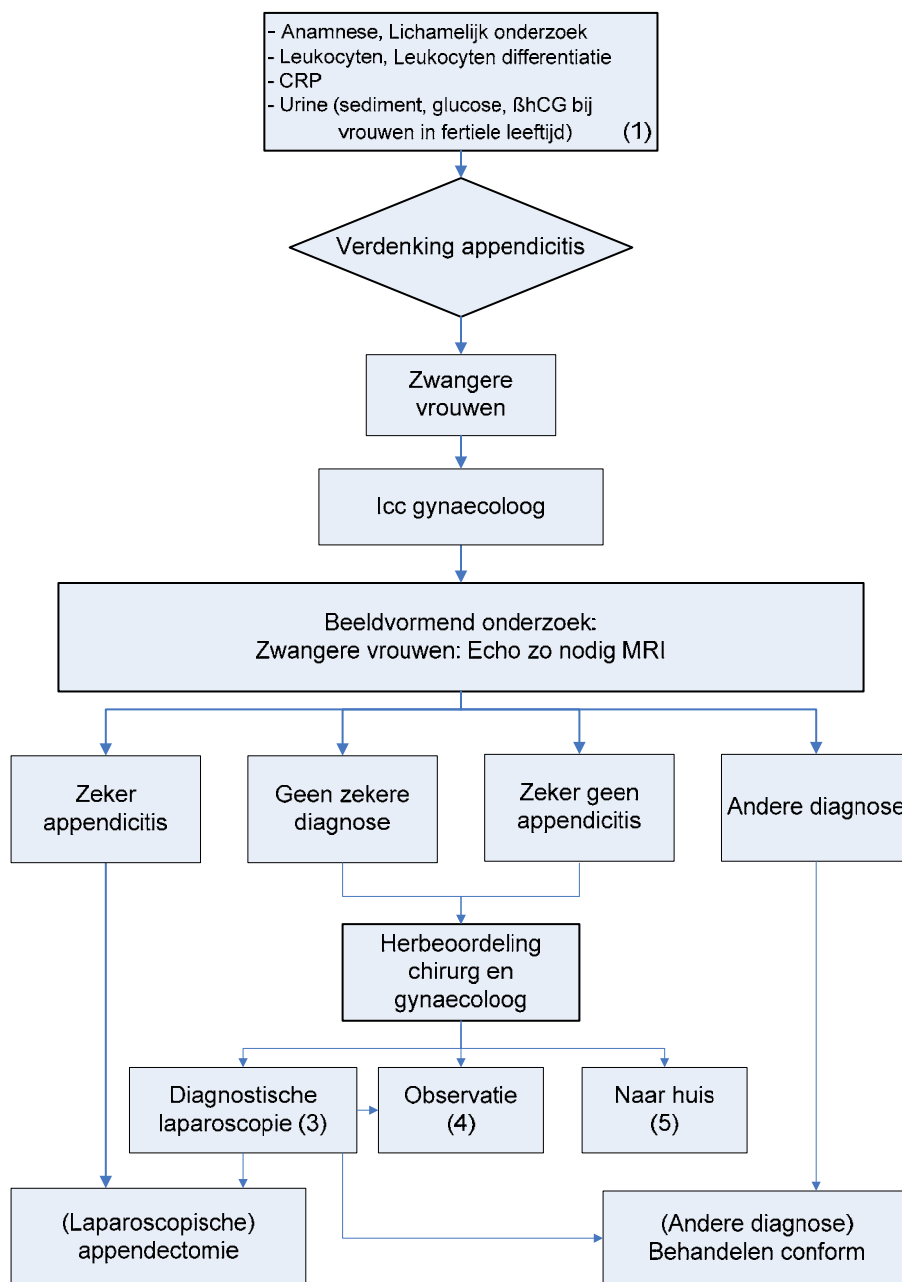 - Anamnese, Lichamelijk onderzoek
- Leukocyten, Leukocyten differentiatie
- CRP
- Urine (sediment, glucose, ßhCG bij
vrouwen in fertiele leeftijd) (1)
Verdenking appendicitis
Zwangere
vrouwen
Icc gynaecoloog
Beeldvormend onderzoek:
Zwangere vrouwen: Echo zo nodig MRI
Zeker
appendicitis
Geen zekere
diagnose
Zeker geen
appendicitis
Andere diagnose
Herbeoordeling
chirurg en
gynaecoloog
Diagnostische
laparoscopie (3)
Observatie
(4)
Naar huis
(5)
(Laparoscopische)
appendectomie
(Andere diagnose)
Behandelen conform